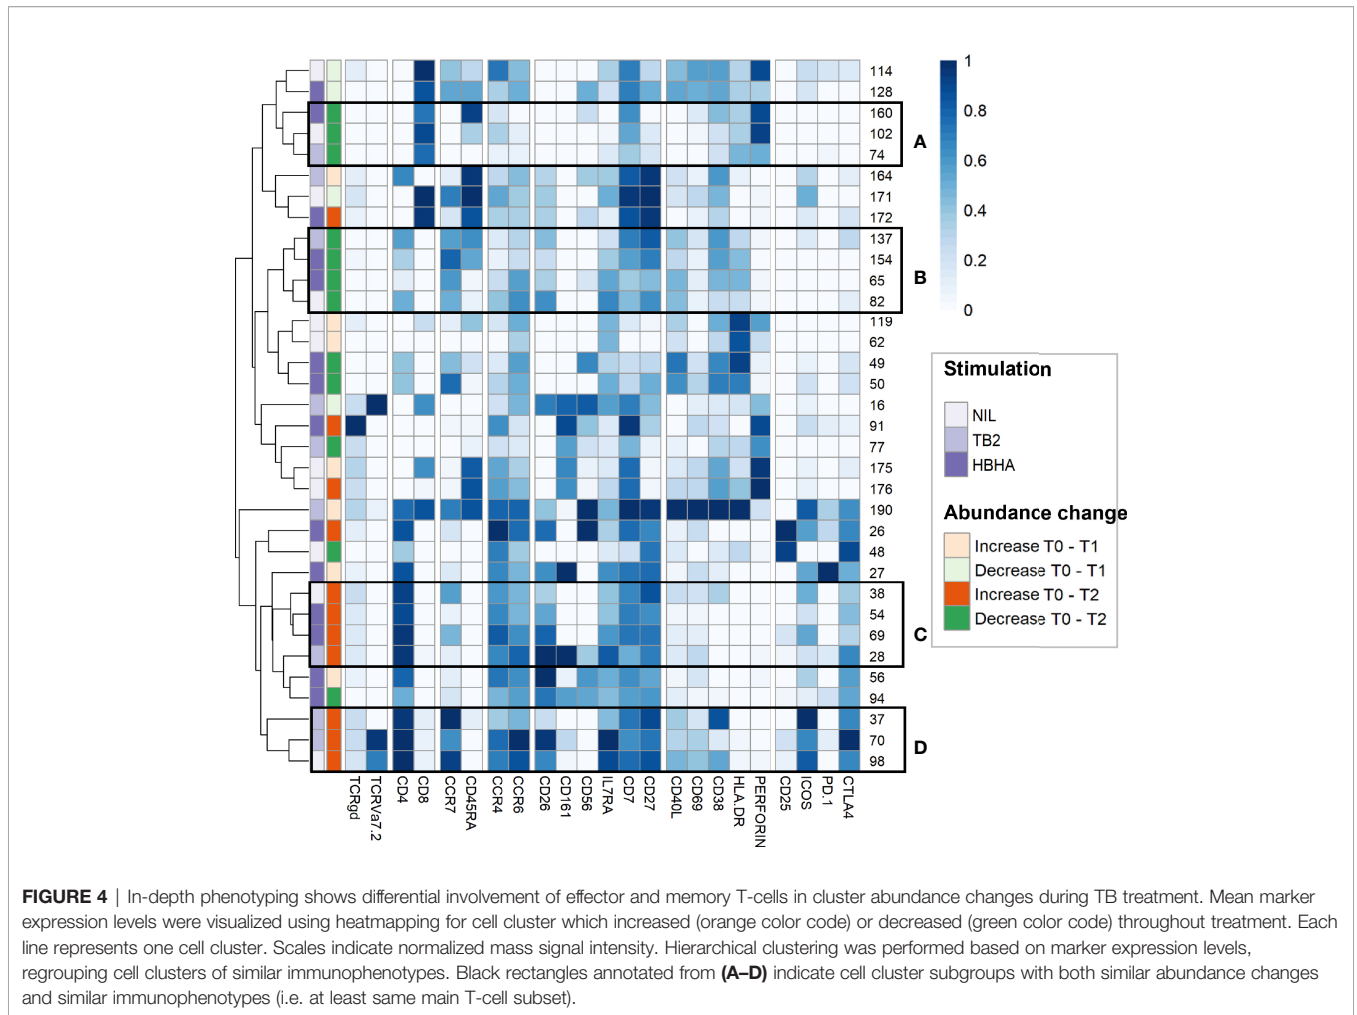 114
128
160
102
74
164
171
172
137
154
65
82
119
62
49
50
16
91
77
175
176
190
26
48
27
38
54
69
28
56
94
37
70
98
A
B
C
D
1
0.8
0.6
0.4
0.2
0
Stimulation
NIL
TB2
HBHA
Abundance change
Increase T0 - T1
Decrease T0 - T1
Increase T0 - T2
Decrease T0 - T2
TCRgd
TCRVa7.2
CD4
CD8
CCR7
CD45RA
CCR4
CCR6
CD26
CD161
CD56
IL7RA
CD7
CD27
CD40L
CD69
CD38
HLA.DR
PERFORIN
CD25
ICOS
PD.1
CTLA4
FIGURE 4 | In-depth phenotyping shows differential involvement of effector and memory T-cells in cluster abundance changes during TB treatment. Mean marker
expression levels were visualized using heatmapping for cell cluster which increased (orange color code) or decreased (green color code) throughout treatment. Each
line represents one cell cluster. Scales indicate normalized mass signal intensity. Hierarchical clustering was performed based on marker expression levels,
regrouping cell clusters of similar immunophenotypes. Black rectangles annotated from (A–D) indicate cell cluster subgroups with both similar abundance changes
and similar immunophenotypes (i.e. at least same main T-cell subset).